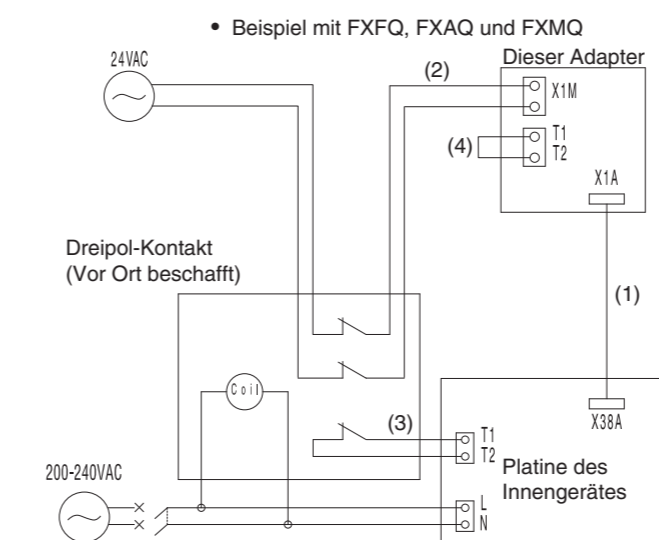 • Beispiel mit FXFQ, FXAQ und FXMQ
24VAC
(2)
Dieser Adapter
X1M
(4)
T1
T2
X1A
Dreipol-Kontakt
(Vor Ort beschafft)
(1)
Coil
(3)
T1
T2
X38A
Platine des
Innengerätes
200-240VAC
L
N